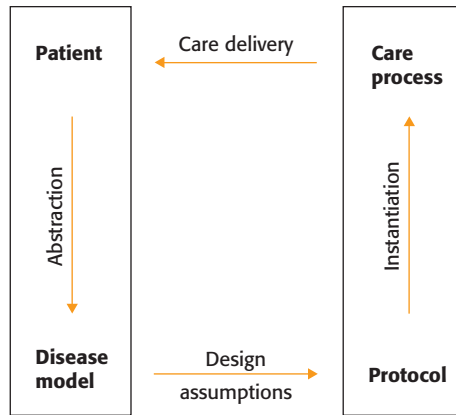 Patient
Care delivery
Care
process
Abstraction
Instantiation
Disease
model
Design
assumptions
Protocol